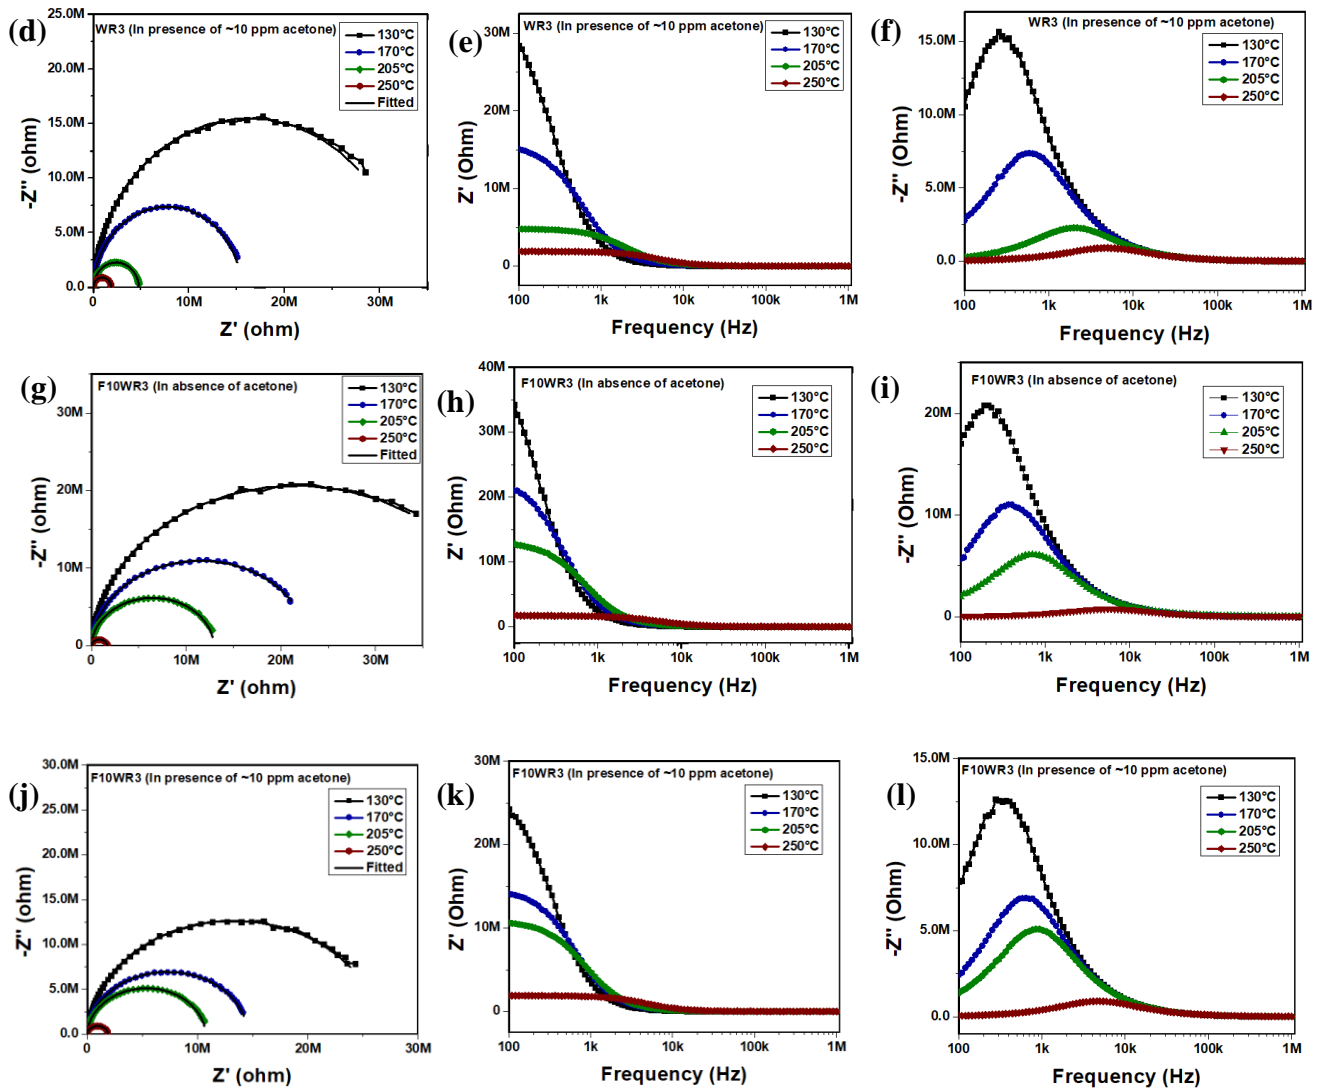 (d)
WR3 (In presence of ~10 ppm acetone)
130°C
170°C
205°C
250°C
Fitted
25.0M
20.0M
15.0M
10.0M
5.0M
0.0
-Z'' (ohm)
0 10M 20M 30M
Z' (ohm)
(e)
WR3 (In presence of ~10 ppm acetone)
130°C
170°C
205°C
250°C
30M
20M
10M
0
Z' (Ohm)
100 1k 10k 100k 1M
Frequency (Hz)
(f)
WR3 (In presence of ~10 ppm acetone)
130°C
170°C
205°C
250°C
15.0M
10.0M
5.0M
0.0
-Z'' (Ohm)
100 1k 10k 100k 1M
Frequency (Hz)
(g)
F10WR3 (In absence of acetone)
130°C
170°C
205°C
250°C
Fitted
30M
20M
10M
0
-Z'' (ohm)
0 10M 20M 30M
Z' (ohm)
(h)
F10WR3 (In absence of acetone)
130°C
170°C
205°C
250°C
40M
30M
20M
10M
0
Z' (Ohm)
100 1k 10k 100k 1M
Frequency (Hz)
(i)
F10WR3 (In absence of acetone)
130°C
170°C
205°C
250°C
20M
10M
0
-Z'' (Ohm)
100 1k 10k 100k 1M
Frequency (Hz)
(j)
F10WR3 (In presence of ~10 ppm acetone)
130°C
170°C
205°C
250°C
Fitted
30.0M
25.0M
20.0M
15.0M
10.0M
5.0M
0.0
-Z'' (ohm)
0 10M 20M 30M
Z' (ohm)
(k)
F10WR3 (In presence of ~10 ppm acetone)
130°C
170°C
205°C
250°C
30M
20M
10M
0
Z' (Ohm)
100 1k 10k 100k 1M
Frequency (Hz)
(l)
F10WR3 (In presence of ~10 ppm acetone)
130°C
170°C
205°C
250°C
15.0M
10.0M
5.0M
0.0
-Z'' (Ohm)
100 1k 10k 100k 1M
Frequency (Hz)